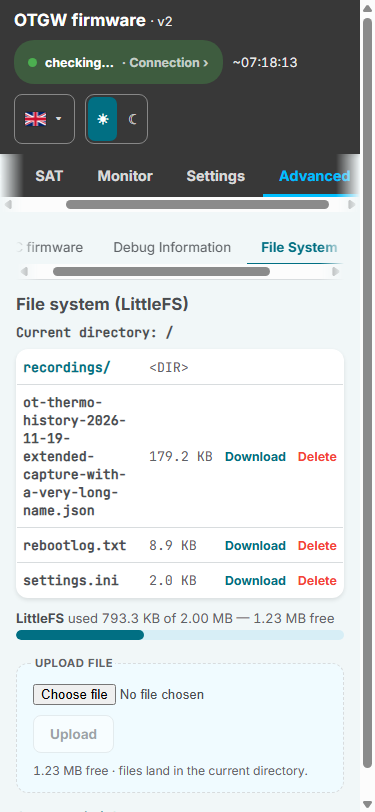 OTGW firmware · v2
checking... · Connection › ~07:18:13
SAT Monitor Settings Advanced
firmware Debug Information File System
File system (LittleFS)
Current directory: /
recordings/ <DIR>
ot-thermo-
history-2026-
11-19-
extended-
capture-with-
a-very-long-
name.json 179.2 KB Download Delete
rebootlog.txt 8.9 KB Download Delete
settings.ini 2.0 KB Download Delete
LittleFS used 793.3 KB of 2.00 MB — 1.23 MB free
UPLOAD FILE
Choose file No file chosen
Upload
1.23 MB free · files land in the current directory.